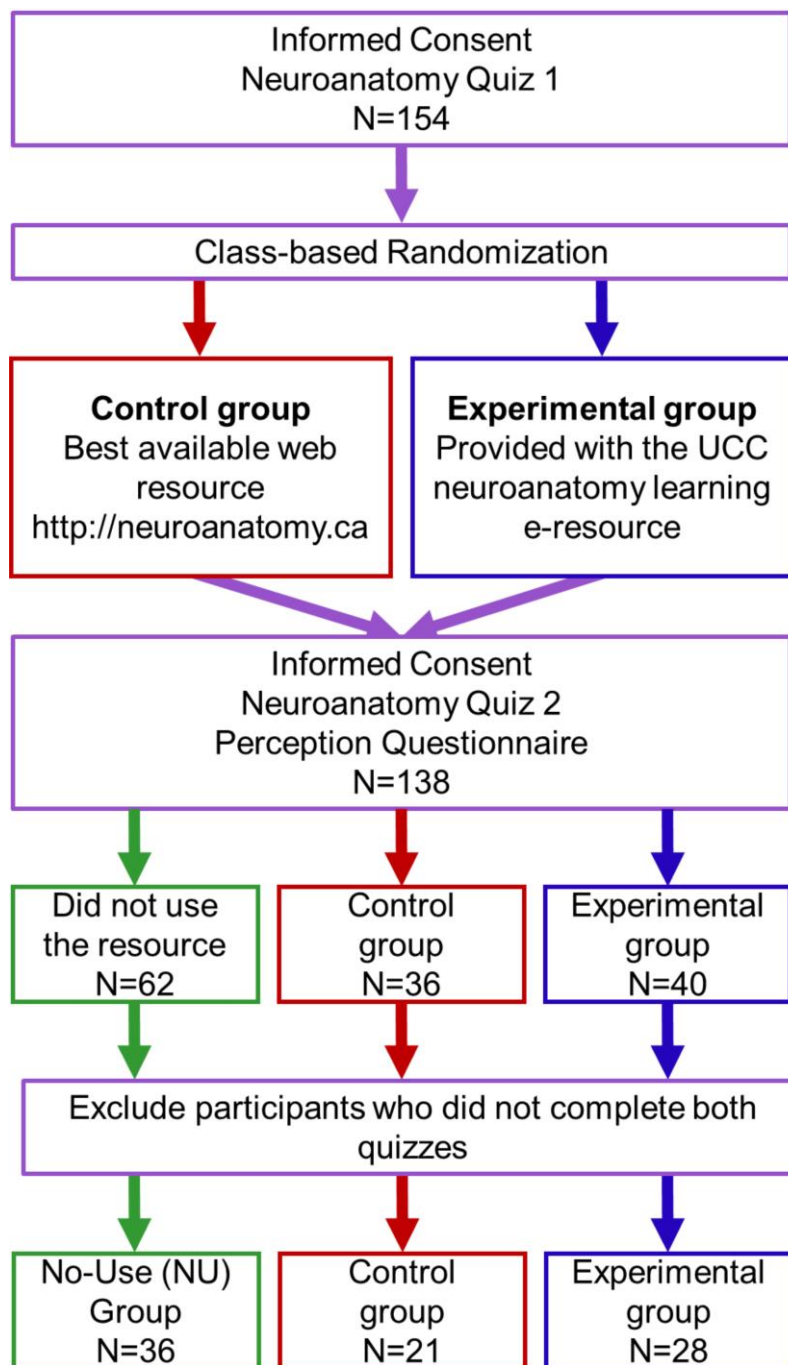 Informed Consent
Neuroanatomy Quiz 1
N=154
Class-based Randomization
Control group
Best available web
resource
http://neuroanatomy.ca
Experimental group
Provided with the UCC
neuroanatomy learning
e-resource
Informed Consent
Neuroanatomy Quiz 2
Perception Questionnaire
N=138
Did not use
the resource
N=62
Control
group
N=36
Experimental
group
N=40
Exclude participants who did not complete both
quizzes
No-Use (NU)
Group
N=36
Control
group
N=21
Experimental
group
N=28